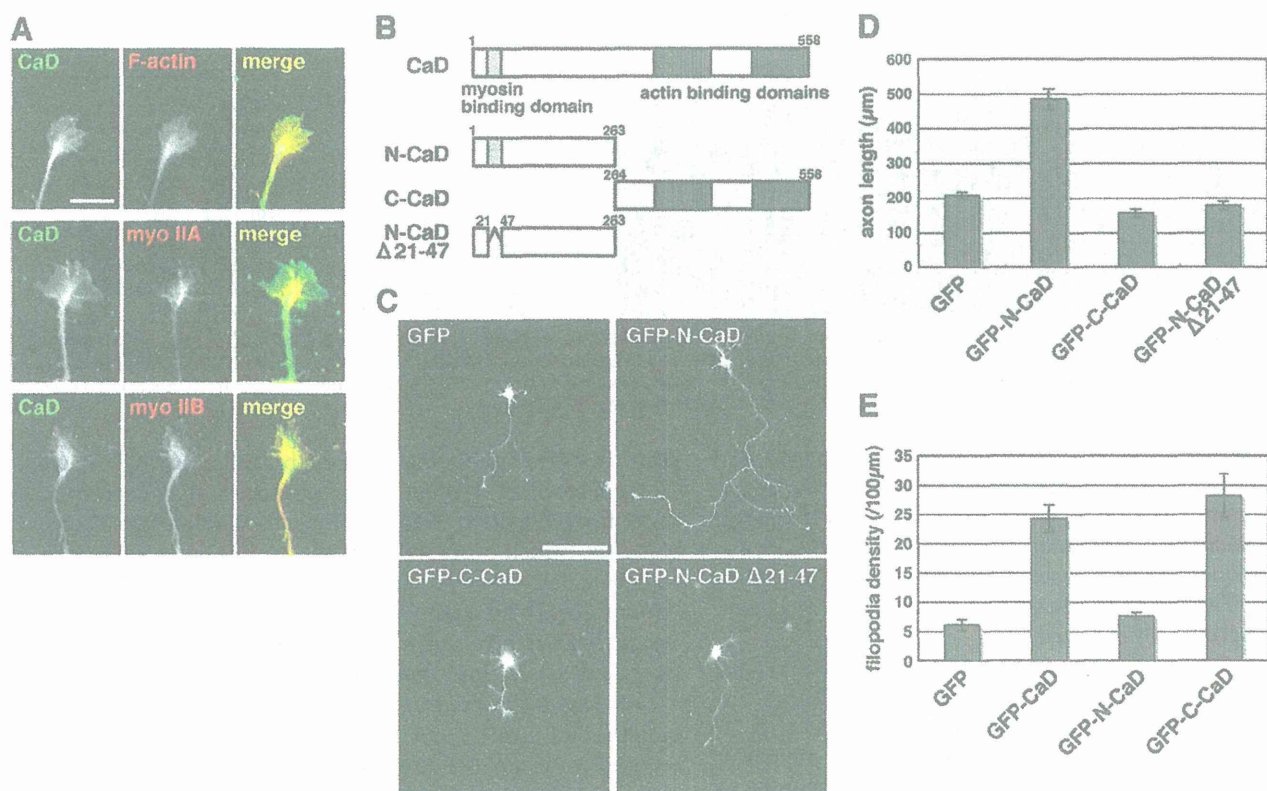 A
CaD
F-actin
merge
CaD
myo IIA
merge
CaD
myo IIB
merge
B
1
558
CaD
myosin
binding domain
actin binding domains
1
263
N-CaD
264
558
C-CaD
21
47
263
N-CaD
Δ21-47
C
GFP
GFP-N-CaD
GFP-C-CaD
GFP-N-CaD Δ21-47
D
axon length (μm)
600
500
400
300
200
100
0
GFP
GFP-N-CaD
GFP-C-CaD
GFP-N-CaD
Δ21-47
E
filopodia density (/100μm)
35
30
25
20
15
10
5
0
GFP
GFP-CaD
GFP-N-CaD
GFP-C-CaD